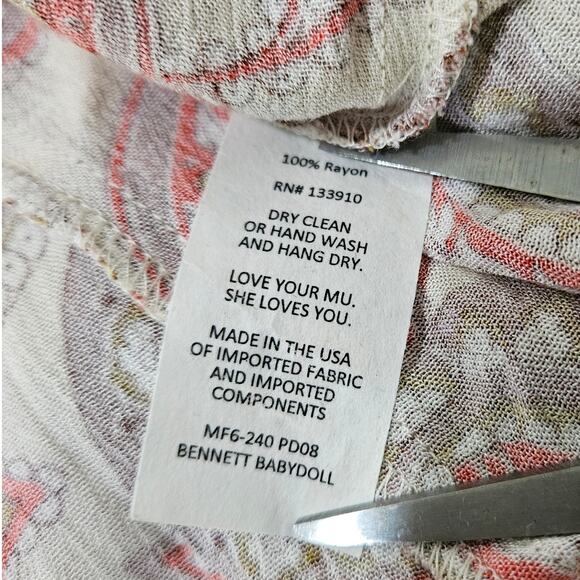 100% Rayon
RN# 133910
DRY CLEAN
OR HAND WASH
AND HANG DRY.
LOVE YOUR MU.
SHE LOVES YOU.
MADE IN THE USA
OF IMPORTED FABRIC
AND IMPORTED
COMPONENTS
MF6-240 PD08
BENNETT BABYDOLL